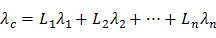 λc = L1λ1 + L2λ2 + ⋯ + Lnλn